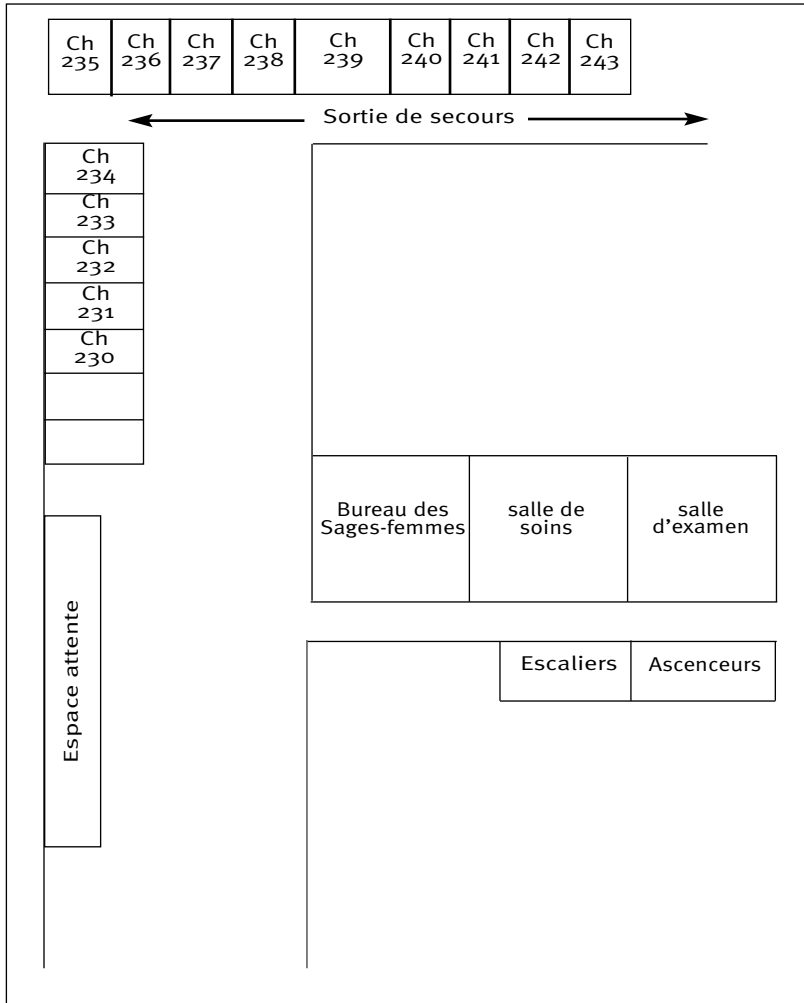 Ch
235
Ch
236
Ch
237
Ch
238
Ch
239
Ch
240
Ch
241
Ch
242
Ch
243
Sortie de secours
Ch
234
Ch
233
Ch
232
Ch
231
Ch
230
Bureau des
Sages-femmes
salle de
soins
salle
d'examen
Espace attente
Escaliers
Ascenceurs